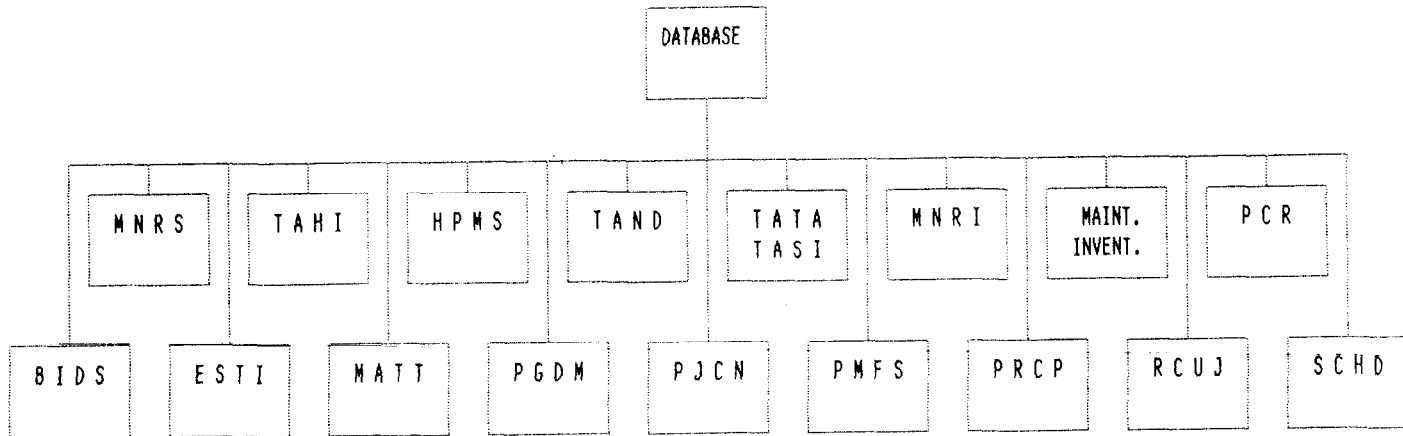 DATABASE
MNRS
TAHI
HPMS
TAND
TATA
TASI
MNRI
MAINT.
INVENT.
PCR
BIDS
ESTI
MATT
PGDM
PJCN
PMFS
PRCP
RCUJ
SCHD